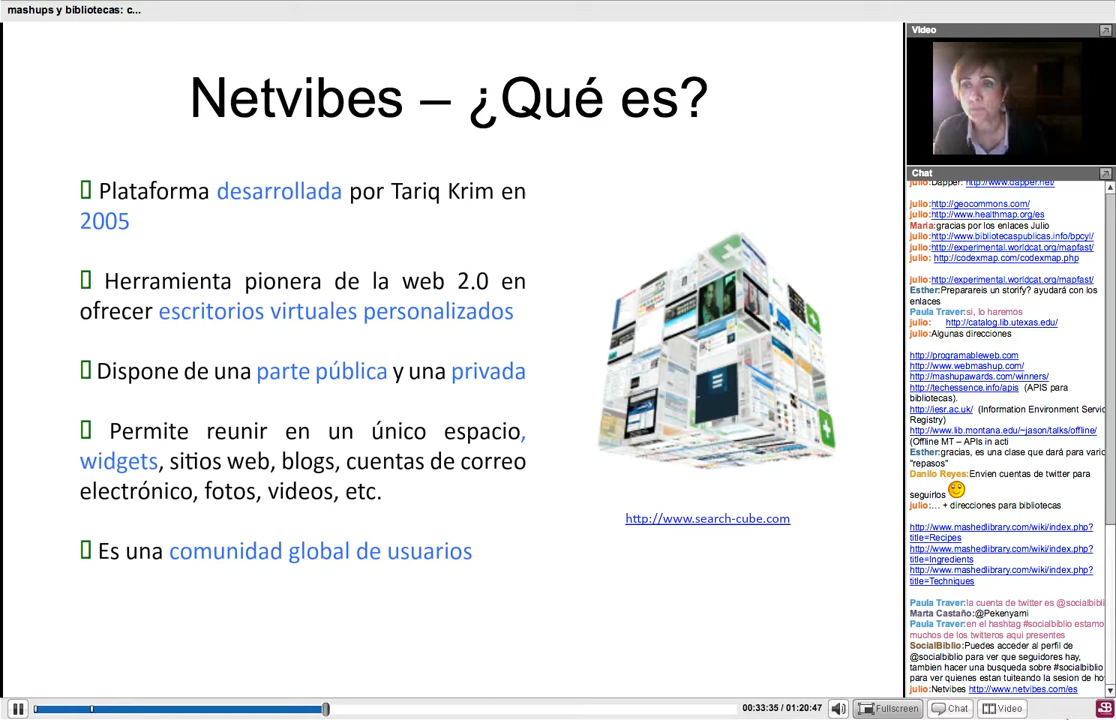 mashups y bibliotecas: c...
Netvibes – ¿Qué es?
Plataforma desarrollada por Tariq Krim en
2005
Herramienta pionera de la web 2.0 en
ofrecer escritorios virtuales personalizados
Dispone de una parte pública y una privada
Permite reunir en un único espacio,
widgets, sitios web, blogs, cuentas de correo
electrónico, fotos, videos, etc.
Es una comunidad global de usuarios
http://www.search-cube.com
Video
Chat
julio:Dapper: http://www.dapper.net/
julio:http://geocommons.com/
julio:http://www.healthmap.org/es
Maria:gracias por los enlaces Julio
julio:http://www.bibliotecaspublicas.info/bpcyl/
julio:http://experimental.worldcat.org/mapfast/
julio: http://codexmap.com/codexmap.php
julio:http://experimental.worldcat.org/mapfast/
Esther:Preparareis un storify? ayudará con los
enlaces
Paula Traver:si, lo haremos
julio: http://catalog.lib.utexas.edu/
julio:Algunas direcciones
http://programableweb.com
http://www.webmashup.com/
http://mashupawards.com/winners/
http://techessence.info/apis (APIS para
bibliotecas).
http://iesr.ac.uk/ (Information Environment Servic
Registry)
http://www.lib.montana.edu/~jason/talks/offline/
(Offline MT – APIs in acti
Esther:gracias, es una clase que dará para vario
"repasos"
Danilo Reyes:Envien cuentas de twitter para
seguirlos
julio:... + direcciones para bibliotecas
http://www.mashedlibrary.com/wiki/index.php?
title=Recipes
http://www.mashedlibrary.com/wiki/index.php?
title=Ingredients
http://www.mashedlibrary.com/wiki/index.php?
title=Techniques
Paula Traver:la cuenta de twitter es @socialbibli
Marta Castaño:@Pekenyami
Paula Traver:en el hashtag #socialbiblio estamo
muchos de los twitteros aqui presentes
SocialBiblio:Puedes acceder al perfil de
@socialbiblio para ver que seguidores hay,
tambien hacer una busqueda sobre #socialbiblio
para ver quienes estan tuiteando la sesion de ho
julio:Netvibes http://www.netvibes.com/es
00:33:35 / 01:20:47
Fullscreen
Chat
Video